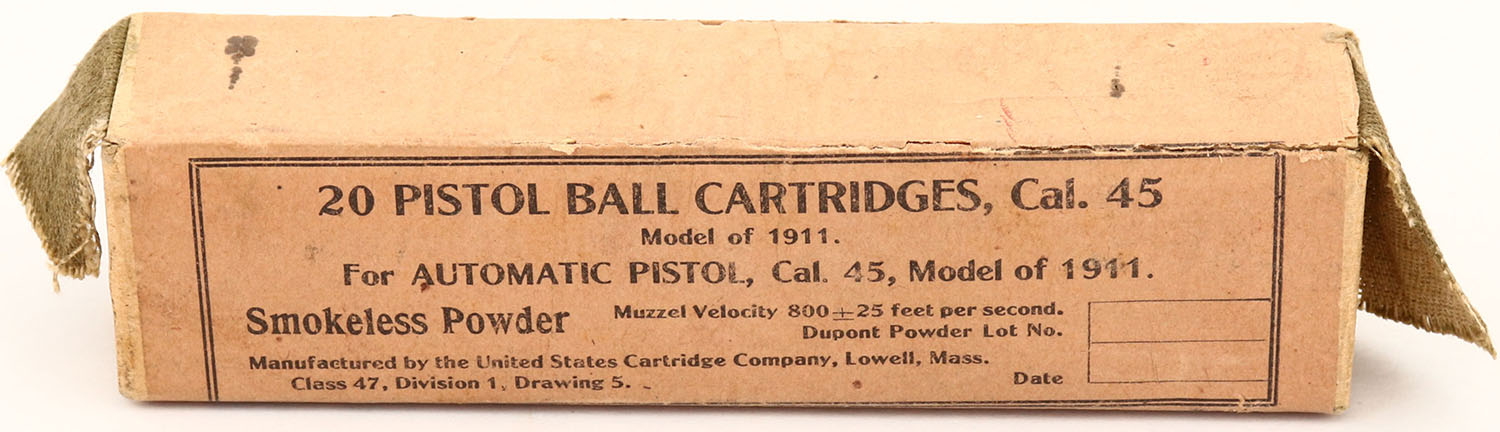 20 PISTOL BALL CARTRIDGES, Cal. 45
Model of 1911.
For AUTOMATIC PISTOL, Cal. 45, Model of 1911.
Smokeless Powder
Muzzel Velocity 800±25 feet per second.
Dupont Powder Lot No.
Manufactured by the United States Cartridge Company, Lowell, Mass.
Class 47, Division 1, Drawing 5.
Date